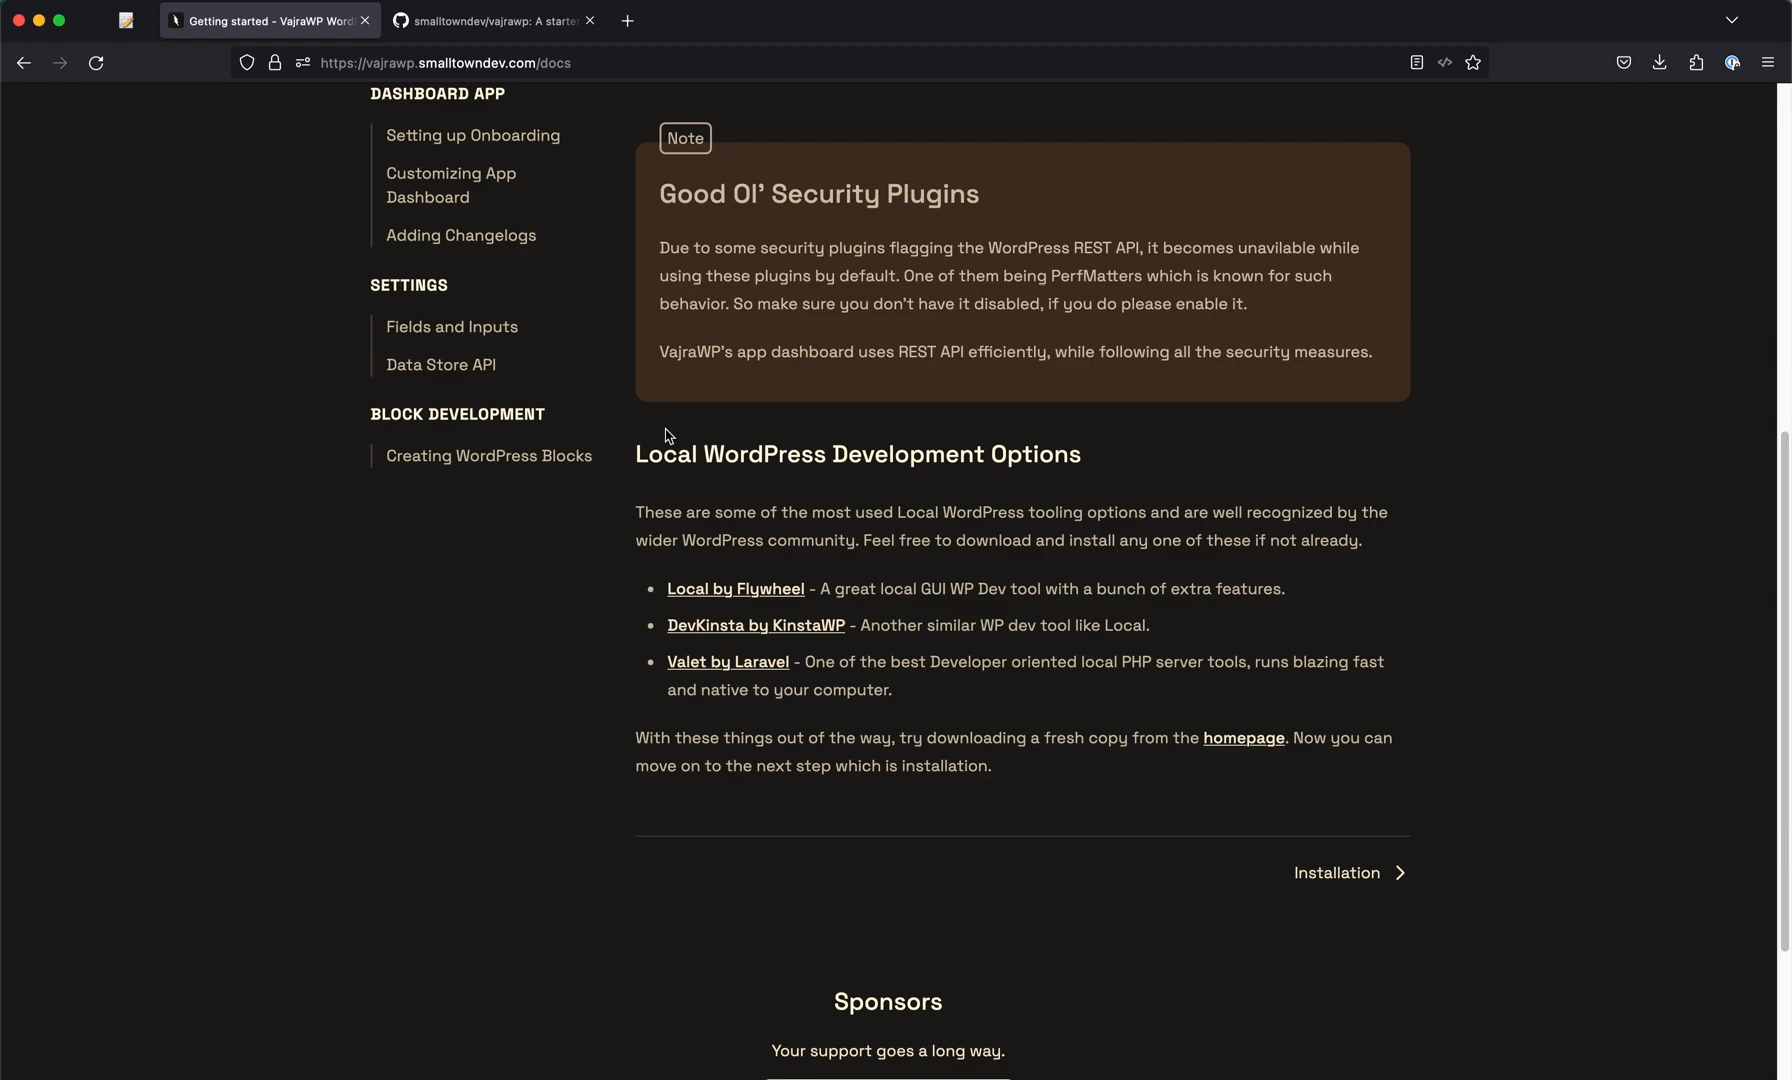 Getting started - VajraWP Word
smalltowndev/vajrawp: A starte
https://vajrawp.smalltowndev.com/docs
DASHBOARD APP
Setting up Onboarding
Customizing App
Dashboard
Adding Changelogs
SETTINGS
Fields and Inputs
Data Store API
BLOCK DEVELOPMENT
Creating WordPress Blocks
Note
Good Ol' Security Plugins
Due to some security plugins flagging the WordPress REST API, it becomes unavilable while
using these plugins by default. One of them being PerfMatters which is known for such
behavior. So make sure you don't have it disabled, if you do please enable it.
VajraWP's app dashboard uses REST API efficiently, while following all the security measures.
Local WordPress Development Options
These are some of the most used Local WordPress tooling options and are well recognized by the
wider WordPress community. Feel free to download and install any one of these if not already.
• Local by Flywheel - A great local GUI WP Dev tool with a bunch of extra features.
• DevKinsta by KinstaWP - Another similar WP dev tool like Local.
• Valet by Laravel - One of the best Developer oriented local PHP server tools, runs blazing fast
and native to your computer.
With these things out of the way, try downloading a fresh copy from the homepage. Now you can
move on to the next step which is installation.
Installation
Sponsors
Your support goes a long way.